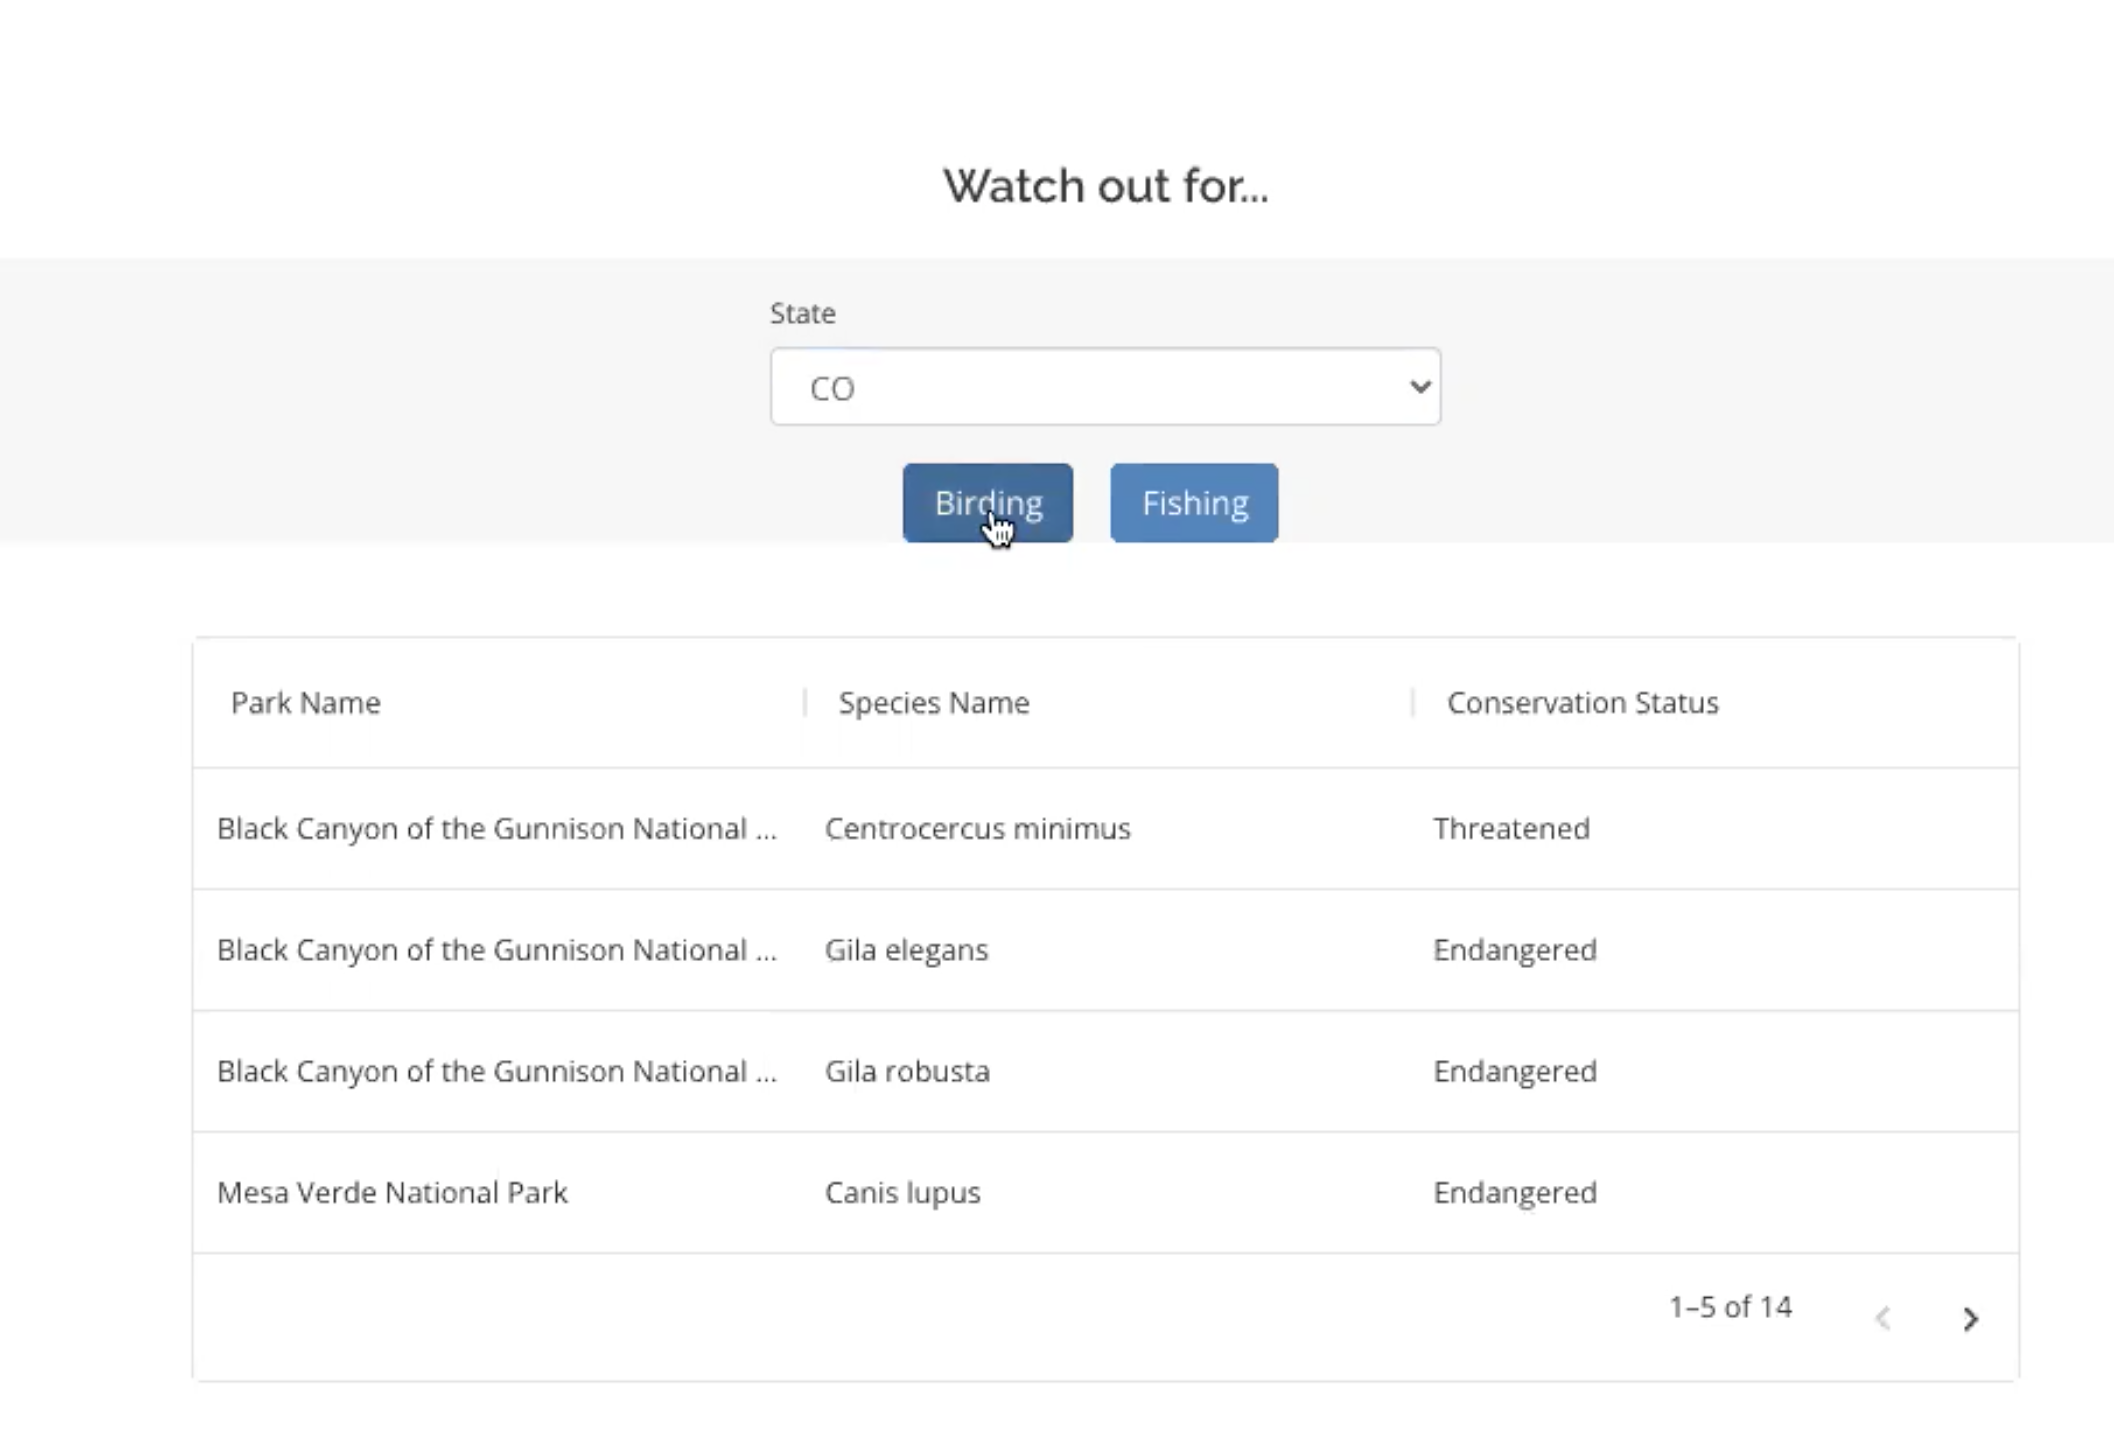 Watch out for...
State
CO
Birding Fishing
Park Name Species Name Conservation Status
Black Canyon of the Gunnison National ... Centrocercus minimus Threatened
Black Canyon of the Gunnison National ... Gila elegans Endangered
Black Canyon of the Gunnison National ... Gila robusta Endangered
Mesa Verde National Park Canis lupus Endangered
1–5 of 14